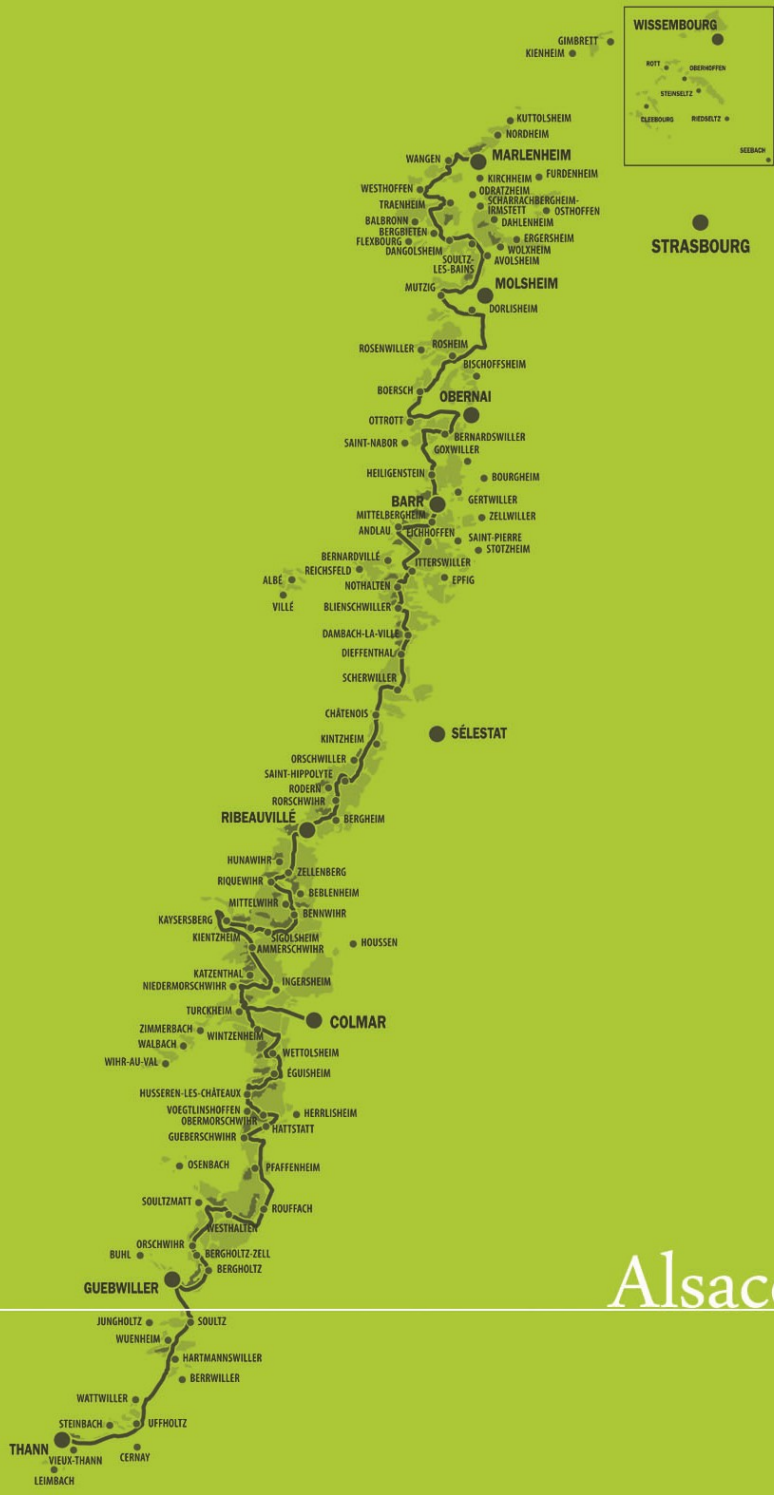 GIMBRETT
KIENHEIM
WISSEMBOURG
ROTT
OBERHOFFEN
STEINSELTZ
CLEEBOURG
RIEDSELTZ
SEEBACH
KUTTOLSHEIM
NORDHEIM
WANGEN
MARLENHEIM
KIRCHHEIM
FURDENHEIM
WESTHOFFEN
ODRATZHEIM
TRAENHEIM
SCHARRACHBERGHEIM-
IRMSTETT
OSTHOFFEN
BALBRONN
DAHLENHEIM
BERGBIETEN
FLEXBOURG
ERGERSHEIM
DANGOLSHEIM
WOLXHEIM
SOULTZ-
LES-BAINS
AVOLSHEIM
STRASBOURG
MUTZIG
MOLSHEIM
DORLISHEIM
ROSENWILLER
ROSHEIM
BISCHOFFSHEIM
BOERSCH
OBERNAI
OTTROTT
BERNARDSWILLER
SAINT-NABOR
GOXWILLER
HEILIGENSTEIN
BOURGHEIM
BARR
GERTWILLER
MITTELBERGHEIM
ZELLWILLER
ANDLAU
EICHHOFFEN
SAINT-PIERRE
STOTZHEIM
BERNARDVILLÉ
REICHSFELD
ITTERSWILLER
ALBÉ
EPFIG
NOTHALTEN
VILLÉ
BLIENSCHWILLER
DAMBACH-LA-VILLE
DIEFFENTHAL
SCHERWILLER
CHÂTENOIS
SÉLESTAT
KINTZHEIM
ORSCHWILLER
SAINT-HIPPOLYTE
RODERN
RORSCHWIHR
RIBEAUVILLÉ
BERGHEIM
HUNAWIHR
ZELLENBERG
RIQUEWIHR
BEBLENHEIM
MITTELWIHR
BENNWIHR
KAYSERSBERG
KIENTZHEIM
SIGOLSHEIM
HOUSSEN
AMMERSCHWIHR
KATZENTHAL
NIEDERMORSCHWIHR
INGERSHEIM
TURCKHEIM
COLMAR
ZIMMERBACH
WINTZENHEIM
WALBACH
WETTOLSHEIM
WIHR-AU-VAL
ÉGUISHEIM
HUSSEREN-LES-CHÂTEAUX
VOEGTLINSHOFFEN
HERRLISHEIM
OBERMORSCHWIHR
HATTSTATT
GUEBERSCHWIHR
OSENBACH
PFAFFENHEIM
SOULTZMATT
ROUFFACH
WESTHALTEN
ORSCHWIHR
BUHL
BERGHOLTZ-ZELL
BERGHOLTZ
GUEBWILLER
Alsace
JUNGHOLTZ
SOULTZ
WUENHEIM
HARTMANNSWILLER
BERRWILLER
WATTWILLER
STEINBACH
UFFHOLTZ
THANN
VIEUX-THANN
CERNAY
LEIMBACH